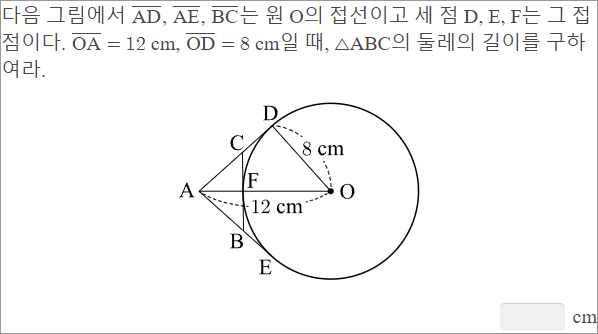 다음 그림에서 AD, AE, BC는 원 O의 접선이고 세 점 D, E, F는 그 접
점이다. OA = 12 cm, OD = 8 cm일 때, △ABC의 둘레의 길이를 구하
여라.
D
C
8 cm
A
F
O
12 cm
B
E
cm